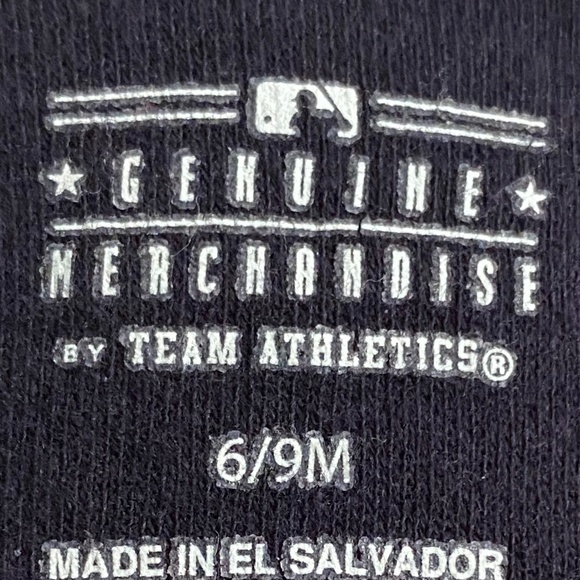 ★ GENUINE ★
MERCHANDISE
BY TEAM ATHLETICS®
6/9M
MADE IN EL SALVADOR